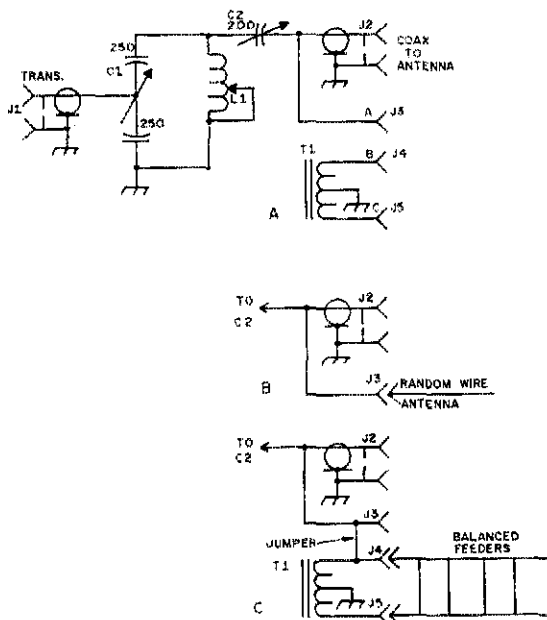 C2
200
J2
250
C1
COAX
TO
ANTENNA
TRANS.
J1
L1
A
J3
250
T1
B
J4
A
C
J5
TO
C2
J2
J3
RANDOM WIRE
ANTENNA
B
TO
C2
J2
J3
JUMPER
J4
BALANCED
FEEDERS
T1
J5
C